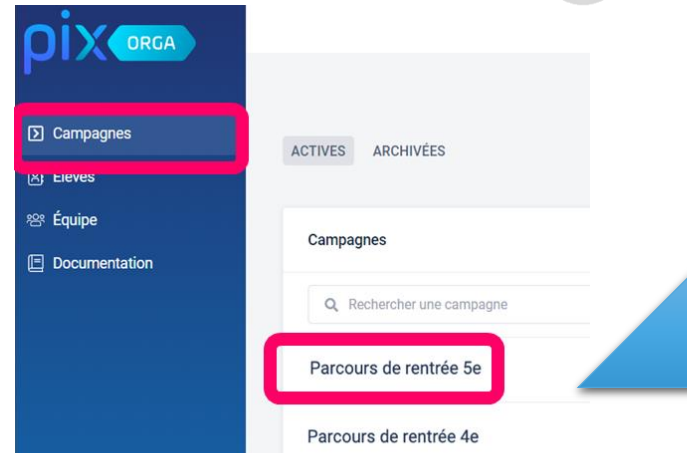 pix ORGA
Campagnes
Élèves
Équipe
Documentation
ACTIVES ARCHIVÉES
Campagnes
Rechercher une campagne
Parcours de rentrée 5e
Parcours de rentrée 4e